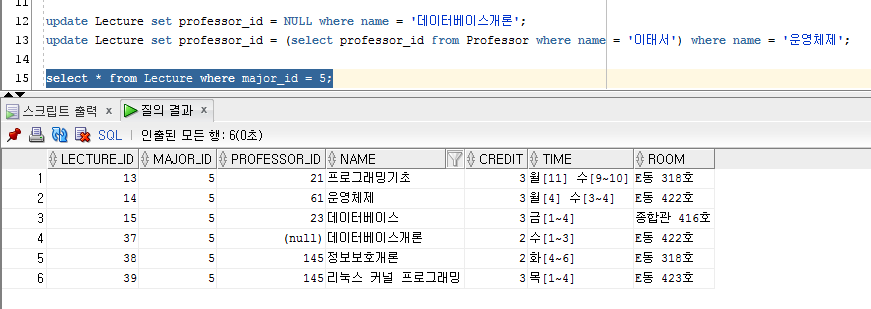 11
12 update Lecture set professor_id = NULL where name = '데이터베이스개론';
13 update Lecture set professor_id = (select professor_id from Professor where name = '이태서') where name = '운영체제';
14
15 select * from Lecture where major_id = 5;
스크립트 출력 x 질의 결과 x
SQL | 인출된 모든 행: 6(0초)
LECTURE_ID MAJOR_ID PROFESSOR_ID NAME CREDIT TIME ROOM
1 13 5 21 프로그래밍기초 3 월[11] 수[9~10] E동 318호
2 14 5 61 운영체제 3 월[4] 수[3~4] E동 422호
3 15 5 23 데이터베이스 3 금[1~4] 종합관 416호
4 37 5 (null) 데이터베이스개론 2 수[1~3] E동 422호
5 38 5 145 정보보호개론 2 화[4~6] E동 318호
6 39 5 145 리눅스 커널 프로그래밍 3 목[1~4] E동 423호